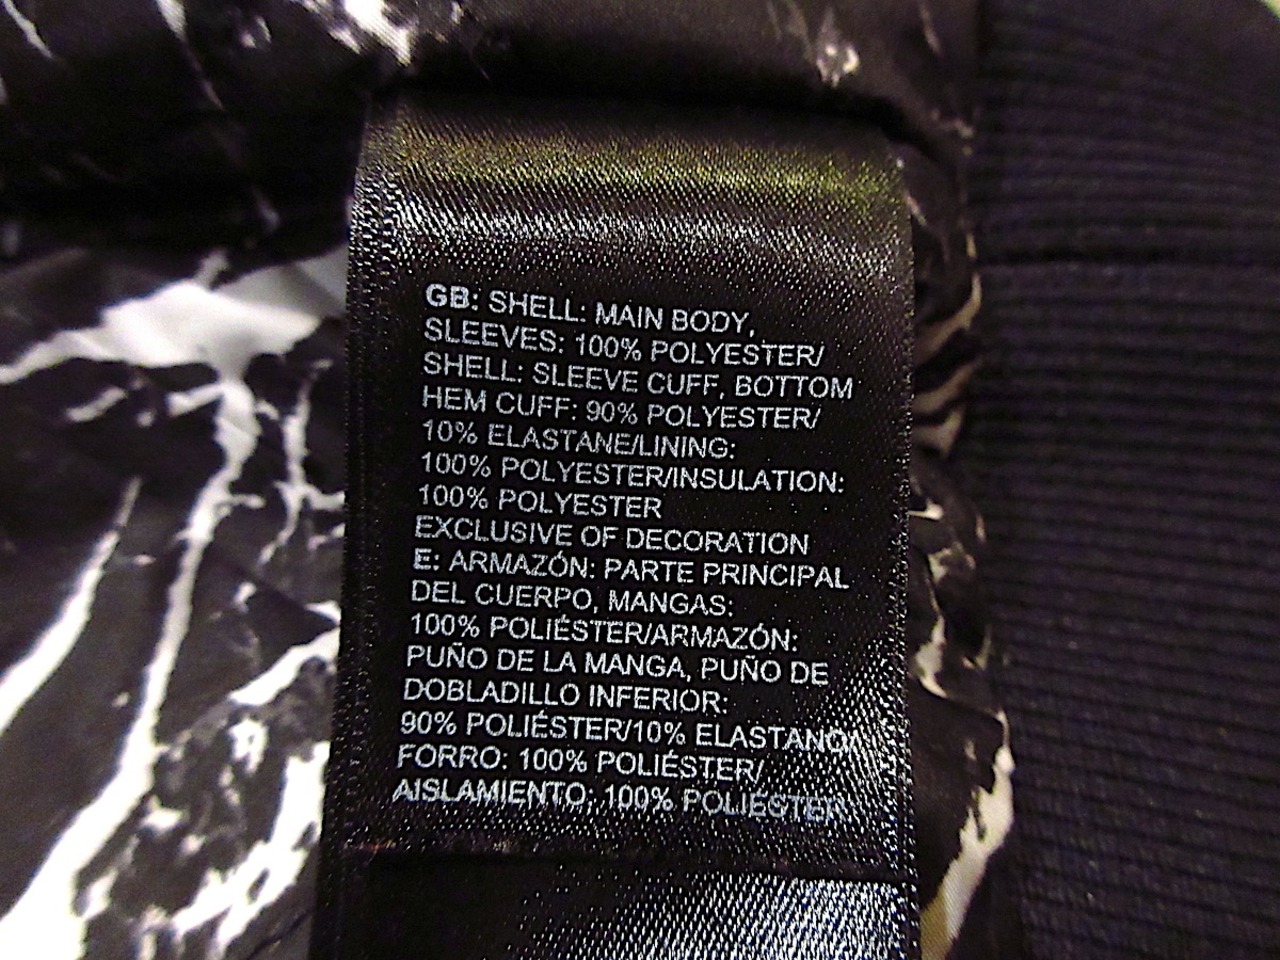 GB: SHELL: MAIN BODY,
SLEEVES: 100% POLYESTER/
SHELL: SLEEVE CUFF, BOTTOM
HEM CUFF: 90% POLYESTER/
10% ELASTANE/LINING:
100% POLYESTER/INSULATION:
100% POLYESTER
EXCLUSIVE OF DECORATION
E: ARMAZÓN: PARTE PRINCIPAL
DEL CUERPO, MANGAS:
100% POLIÉSTER/ARMAZÓN:
PUÑO DE LA MANGA, PUÑO DE
DOBLADILLO INFERIOR:
90% POLIÉSTER/10% ELASTANO/
FORRO: 100% POLIÉSTER/
AISLAMIENTO: 100% POLIÉSTER